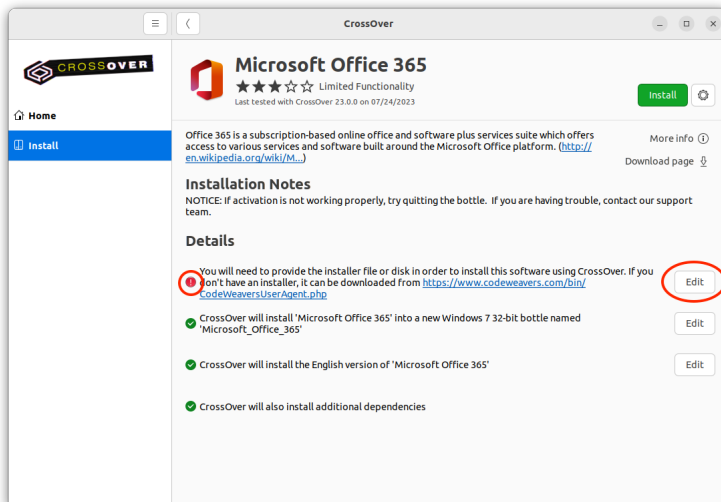 CrossOver
CROSSOVER
Home
Install
Microsoft Office 365
Limited Functionality
Last tested with CrossOver 23.0.0 on 07/24/2023
Install
Office 365 is a subscription-based online office and software plus services suite which offers
access to various services and software built around the Microsoft Office platform. (http://
en.wikipedia.org/wiki/M...)
More info
Download page
Installation Notes
NOTICE: If activation is not working properly, try quitting the bottle. If you are having trouble, contact our support
team.
Details
You will need to provide the installer file or disk in order to install this software using CrossOver. If you
don't have an installer, it can be downloaded from https://www.codeweavers.com/bin/
CodeWeaversUserAgent.php
Edit
CrossOver will install 'Microsoft Office 365' into a new Windows 7 32-bit bottle named
'Microsoft_Office_365'
Edit
CrossOver will install the English version of 'Microsoft Office 365'
Edit
CrossOver will also install additional dependencies